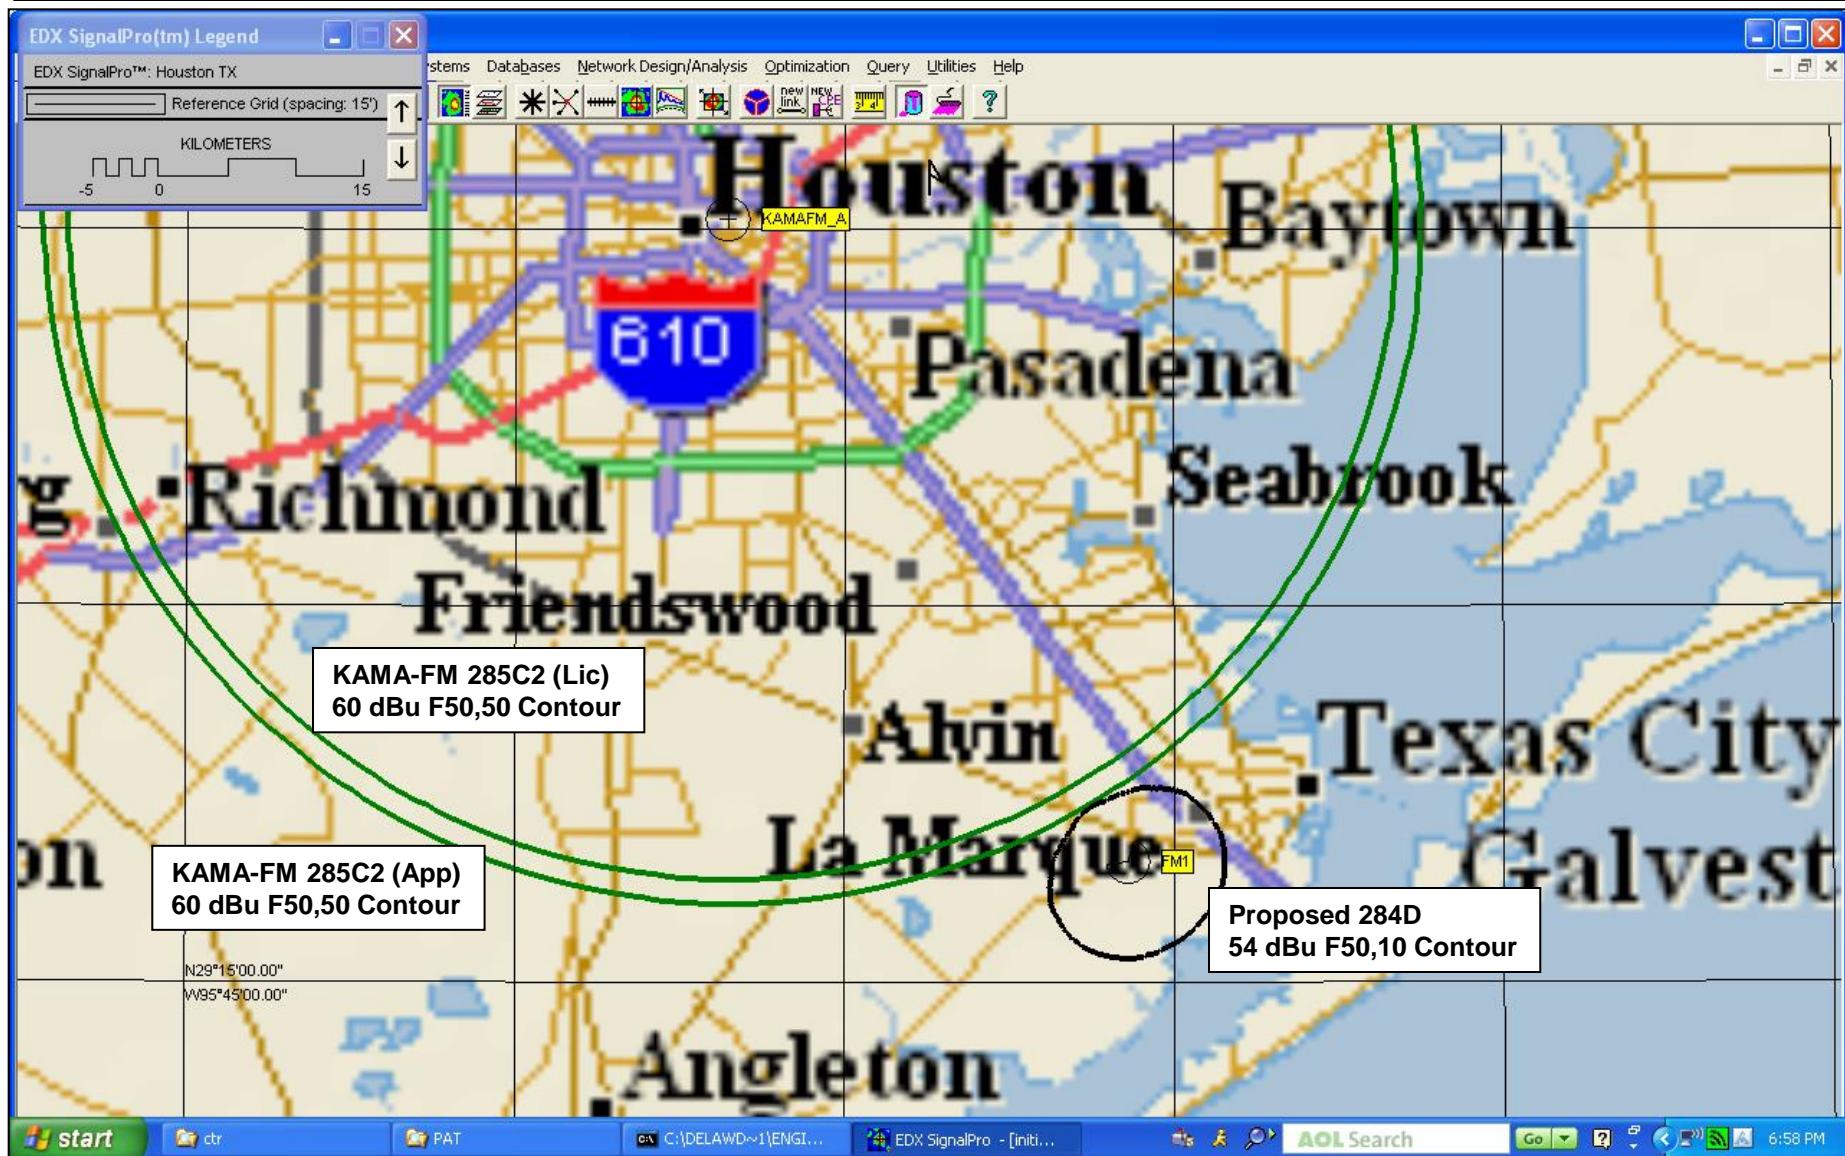 EDX SignalPro(tm) Legend
EDX SignalPro™: Houston TX
Reference Grid (spacing: 15')
KILOMETERS
-5 0 15
stems Databases Network Design/Analysis Optimization Query Utilities Help
new link NEW CPE
Houston
KAMAFM_A
Baytown
610
Pasadena
Richmond
g
Seabrook
Friendswood
KAMA-FM 285C2 (Lic)
60 dBu F50,50 Contour
Alvin
Texas City
La Marque
FM1
Galvest
on
KAMA-FM 285C2 (App)
60 dBu F50,50 Contour
Proposed 284D
54 dBu F50,10 Contour
N29°15'00.00"
W95°45'00.00"
Angleton
start ctr PAT C:\DELAWD~1\ENGI... EDX SignalPro - [initi... AOL Search Go 6:58 PM